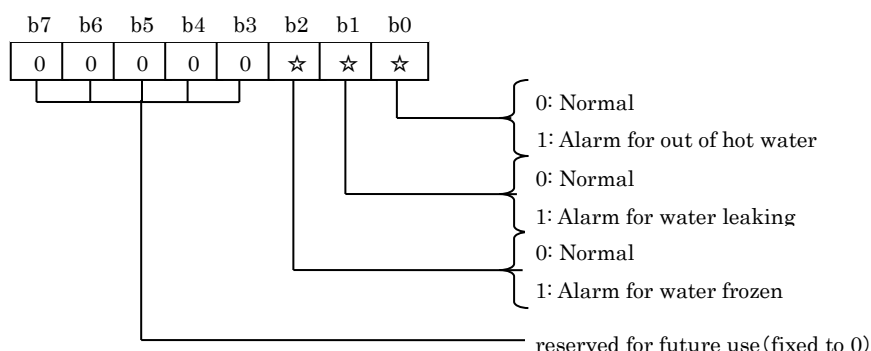 b7 b6 b5 b4 b3 b2 b1 b0
0 0 0 0 0 ☆ ☆ ☆
0: Normal
1: Alarm for out of hot water
0: Normal
1: Alarm for water leaking
0: Normal
1: Alarm for water frozen
reserved for future use(fixed to 0)